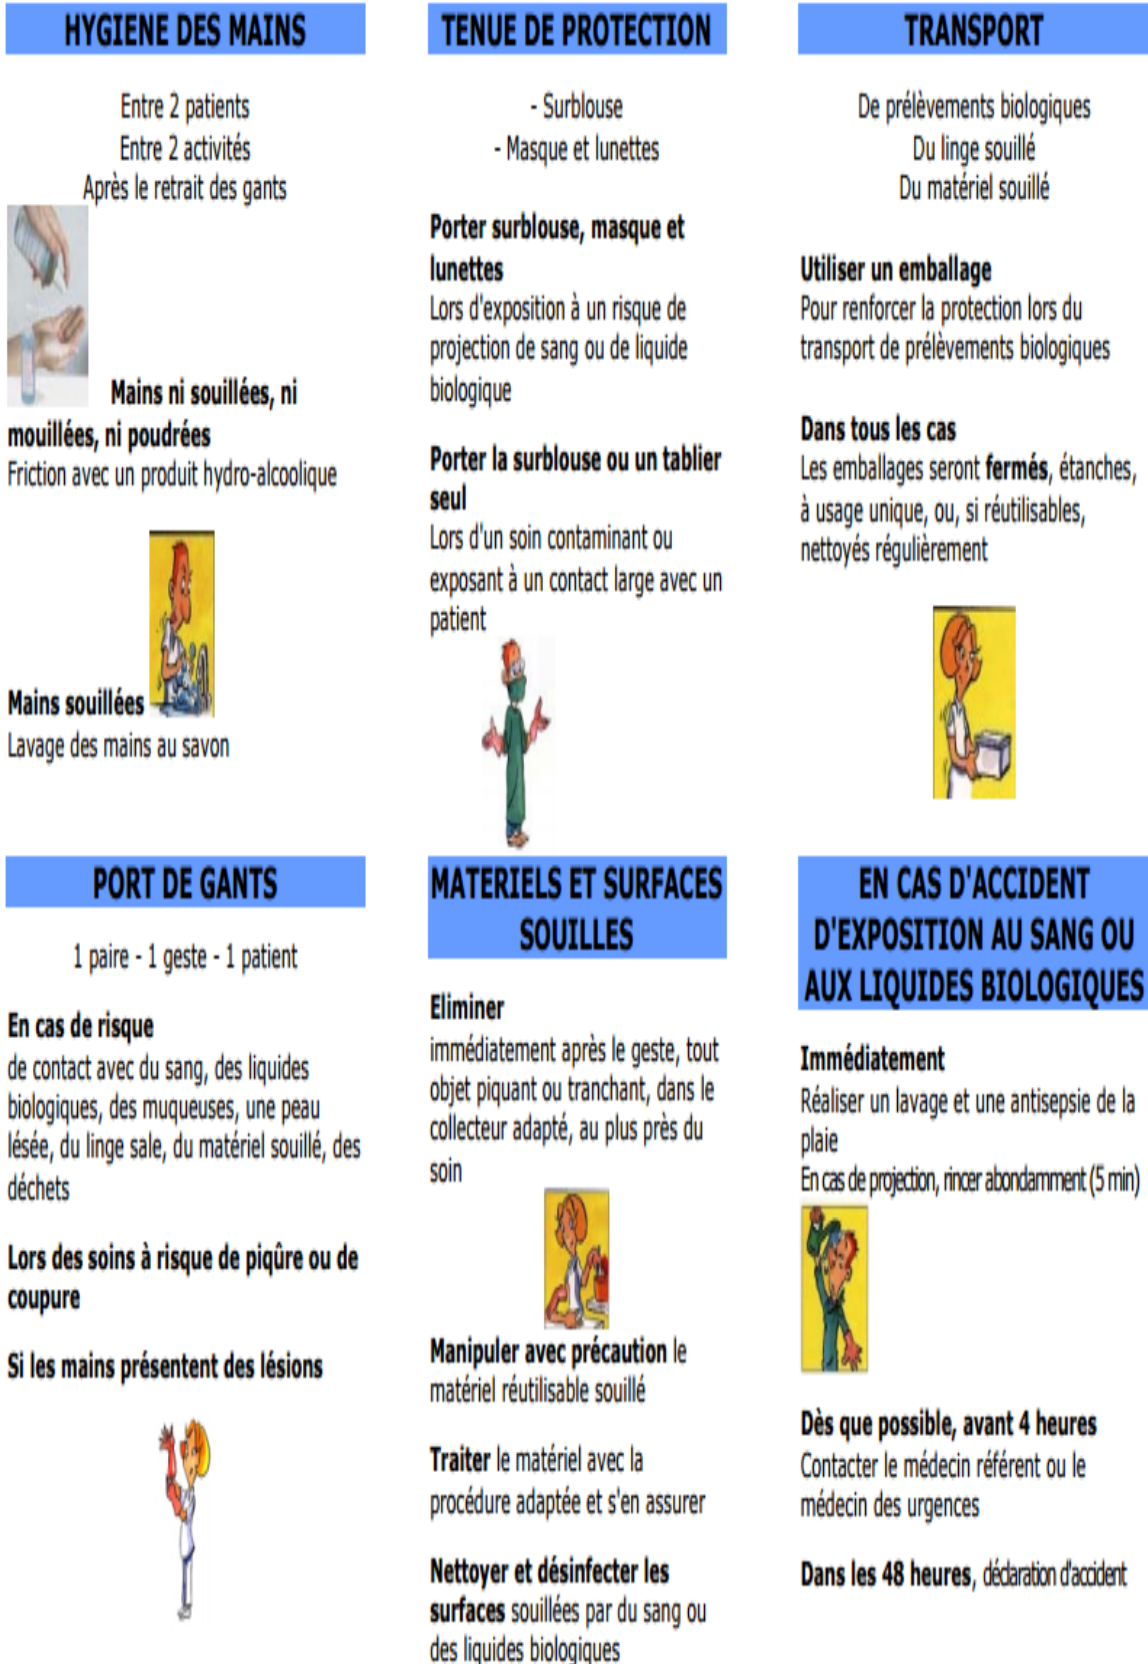 HYGIENE DES MAINS
Entre 2 patients
Entre 2 activités
Après le retrait des gants
Mains ni souillées, ni
mouillées, ni poudrées
Friction avec un produit hydro-alcoolique
Mains souillées
Lavage des mains au savon
TENUE DE PROTECTION
- Surblouse
- Masque et lunettes
Porter surblouse, masque et
lunettes
Lors d'exposition à un risque de
projection de sang ou de liquide
biologique
Porter la surblouse ou un tablier
seul
Lors d'un soin contaminant ou
exposant à un contact large avec un
patient
TRANSPORT
De prélèvements biologiques
Du linge souillé
Du matériel souillé
Utiliser un emballage
Pour renforcer la protection lors du
transport de prélèvements biologiques
Dans tous les cas
Les emballages seront fermés, étanches,
à usage unique, ou, si réutilisables,
nettoyés régulièrement
PORT DE GANTS
1 paire - 1 geste - 1 patient
En cas de risque
de contact avec du sang, des liquides
biologiques, des muqueuses, une peau
lésée, du linge sale, du matériel souillé, des
déchets
Lors des soins à risque de piqûre ou de
coupure
Si les mains présentent des lésions
MATERIELS ET SURFACES
SOUILLES
Eliminer
immédiatement après le geste, tout
objet piquant ou tranchant, dans le
collecteur adapté, au plus près du
soin
Manipuler avec précaution le
matériel réutilisable souillé
Traiter le matériel avec la
procédure adaptée et s'en assurer
Nettoyer et désinfecter les
surfaces souillées par du sang ou
des liquides biologiques
EN CAS D'ACCIDENT
D'EXPOSITION AU SANG OU
AUX LIQUIDES BIOLOGIQUES
Immédiatement
Réaliser un lavage et une antisepsie de la
plaie
En cas de projection, rincer abondamment (5 min)
Dès que possible, avant 4 heures
Contacter le médecin référent ou le
médecin des urgences
Dans les 48 heures, déclaration d'accident